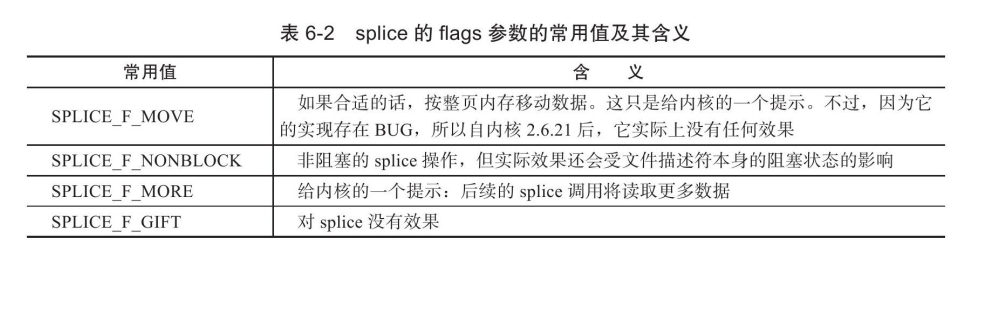 表 6-2 splice 的 flags 参数的常用值及其含义
常用值 含 义
SPLICE_F_MOVE 如果合适的话，按整页内存移动数据。这只是给内核的一个提示。不过，因为它
的实现存在 BUG，所以自内核 2.6.21 后，它实际上没有任何效果
SPLICE_F_NONBLOCK 非阻塞的 splice 操作，但实际效果还会受文件描述符本身的阻塞状态的影响
SPLICE_F_MORE 给内核的一个提示：后续的 splice 调用将读取更多数据
SPLICE_F_GIFT 对 splice 没有效果